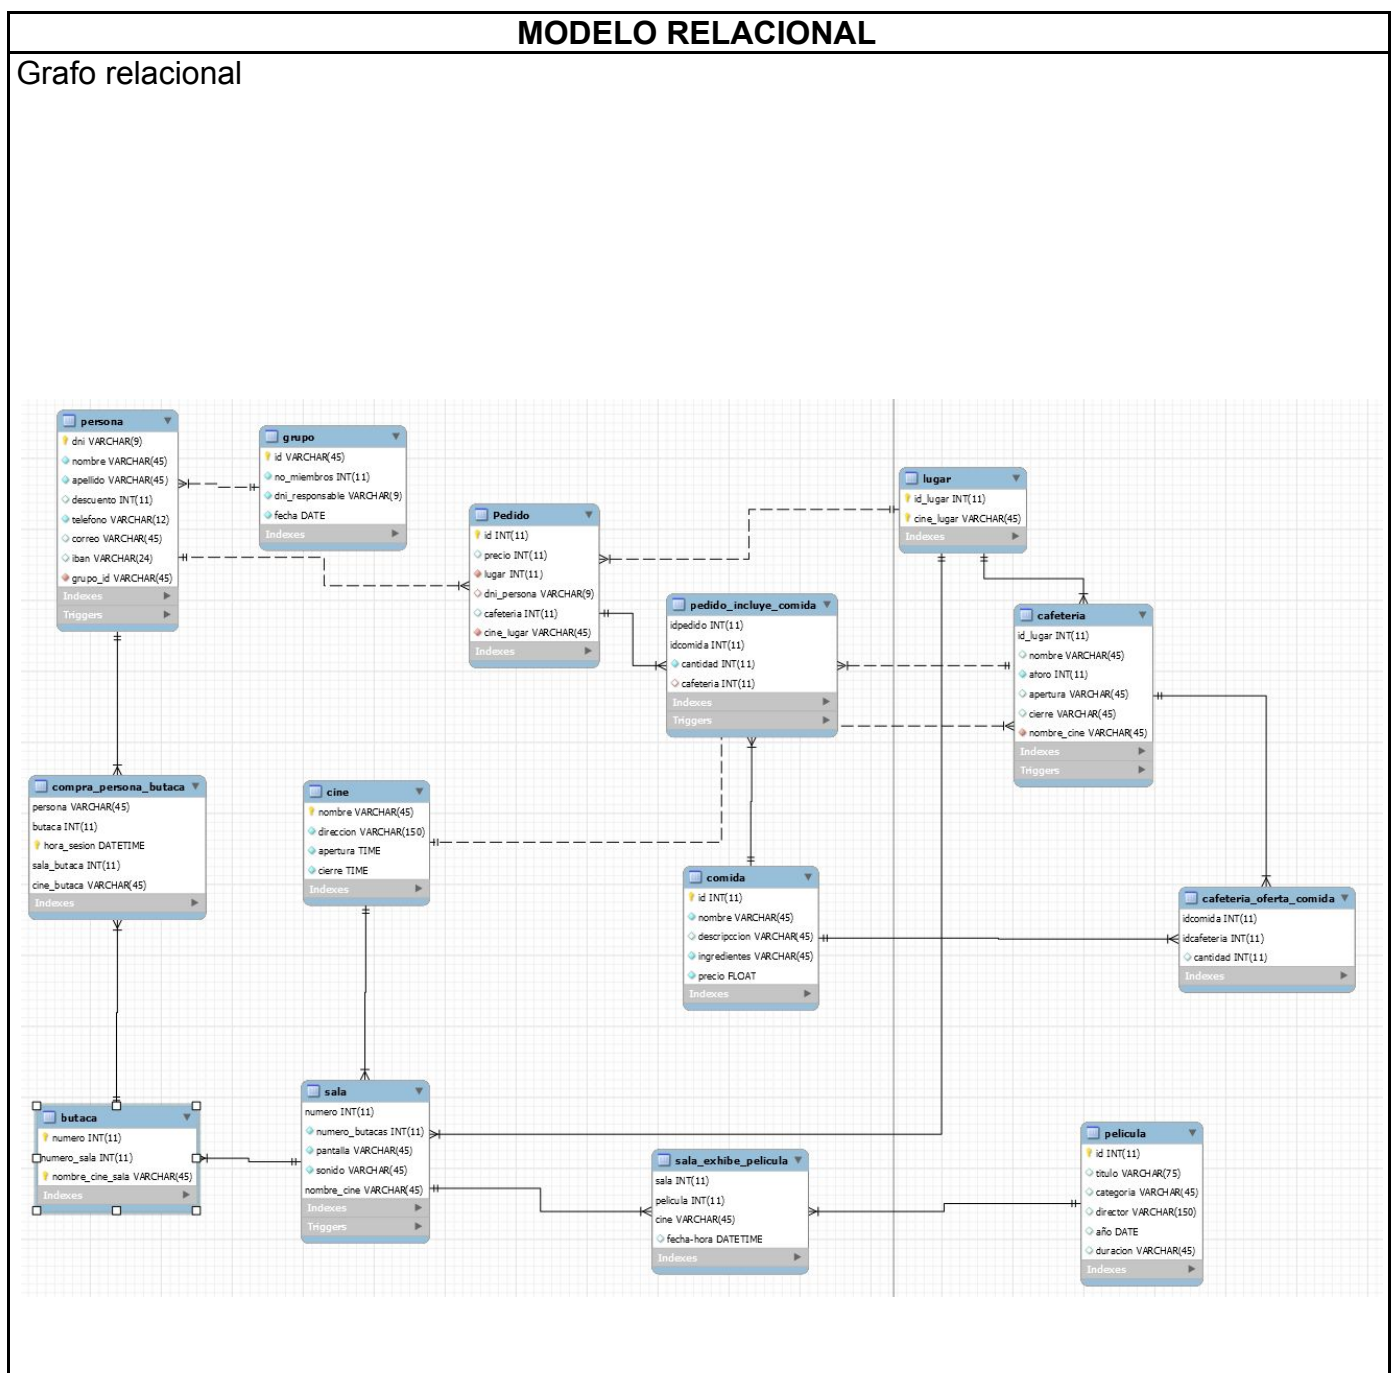 MODELO RELACIONAL
Grafo relacional
persona
dni VARCHAR(9)
nombre VARCHAR(45)
apellido VARCHAR(45)
descuento INT(11)
telefono VARCHAR(12)
correo VARCHAR(45)
iban VARCHAR(24)
grupo_id VARCHAR(45)
Indexes
Triggers
grupo
id VARCHAR(45)
no_miembros INT(11)
dni_responsable VARCHAR(9)
fecha DATE
Indexes
Pedido
id INT(11)
precio INT(11)
lugar INT(11)
dni_persona VARCHAR(9)
cafeteria INT(11)
cine_lugar VARCHAR(45)
Indexes
lugar
id_lugar INT(11)
cine_lugar VARCHAR(45)
Indexes
pedido_incluye_comida
idpedido INT(11)
idcomida INT(11)
cantidad INT(11)
cafeteria INT(11)
Indexes
Triggers
cafeteria
id_lugar INT(11)
nombre VARCHAR(45)
aforo INT(11)
apertura VARCHAR(45)
cierre VARCHAR(45)
nombre_cine VARCHAR(45)
Indexes
Triggers
compra_persona_butaca
persona VARCHAR(45)
butaca INT(11)
hora_sesion DATETIME
sala_butaca INT(11)
cine_butaca VARCHAR(45)
Indexes
cine
nombre VARCHAR(45)
direccion VARCHAR(150)
apertura TIME
cierre TIME
Indexes
comida
id INT(11)
nombre VARCHAR(45)
descripccion VARCHAR(45)
ingredientes VARCHAR(45)
precio FLOAT
Indexes
cafeteria_oferta_comida
idcomida INT(11)
idcafeteria INT(11)
cantidad INT(11)
Indexes
butaca
numero INT(11)
numero_sala INT(11)
nombre_cine_sala VARCHAR(45)
Indexes
sala
numero INT(11)
numero_butacas INT(11)
pantalla VARCHAR(45)
sonido VARCHAR(45)
nombre_cine VARCHAR(45)
Indexes
Triggers
sala_exhibe_pelicula
sala INT(11)
pelicula INT(11)
cine VARCHAR(45)
fecha-hora DATETIME
Indexes
pelicula
id INT(11)
titulo VARCHAR(75)
categoria VARCHAR(45)
director VARCHAR(150)
año DATE
duracion VARCHAR(45)
Indexes